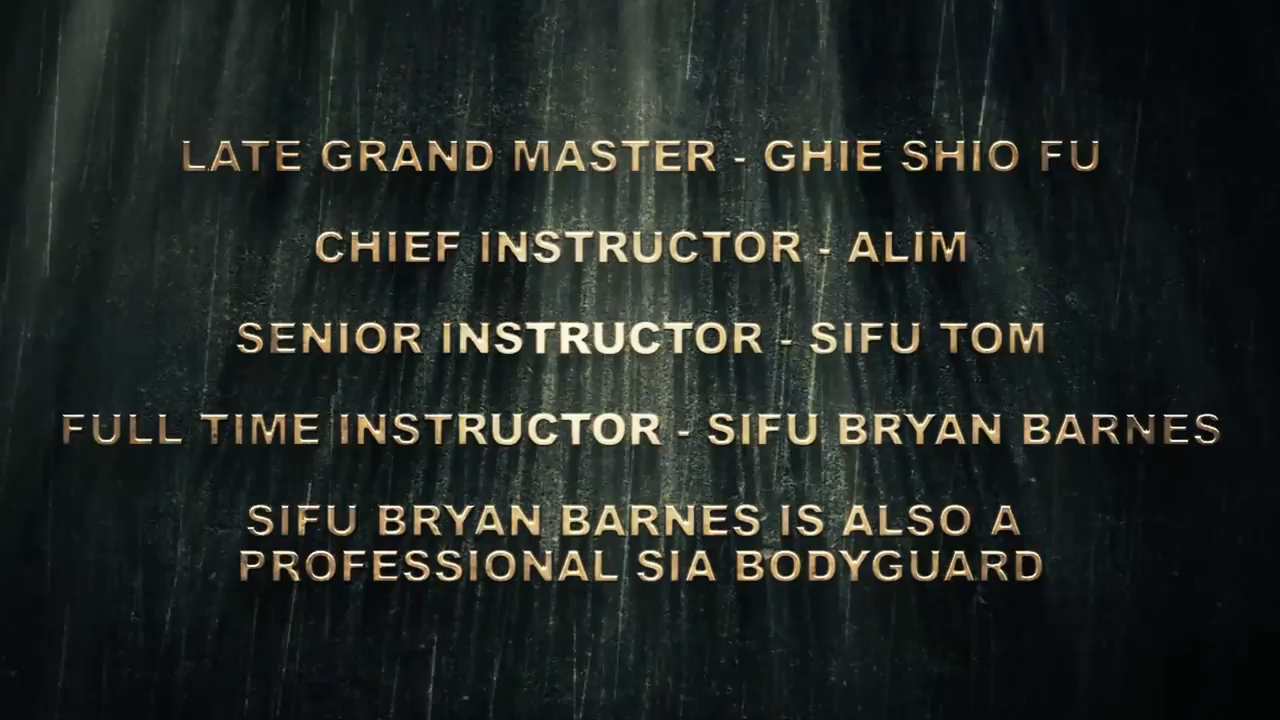 LATE GRAND MASTER - GHIE SHIO FU
CHIEF INSTRUCTOR - ALIM
SENIOR INSTRUCTOR - SIFU TOM
FULL TIME INSTRUCTOR - SIFU BRYAN BARNES
SIFU BRYAN BARNES IS ALSO A
PROFESSIONAL SIA BODYGUARD